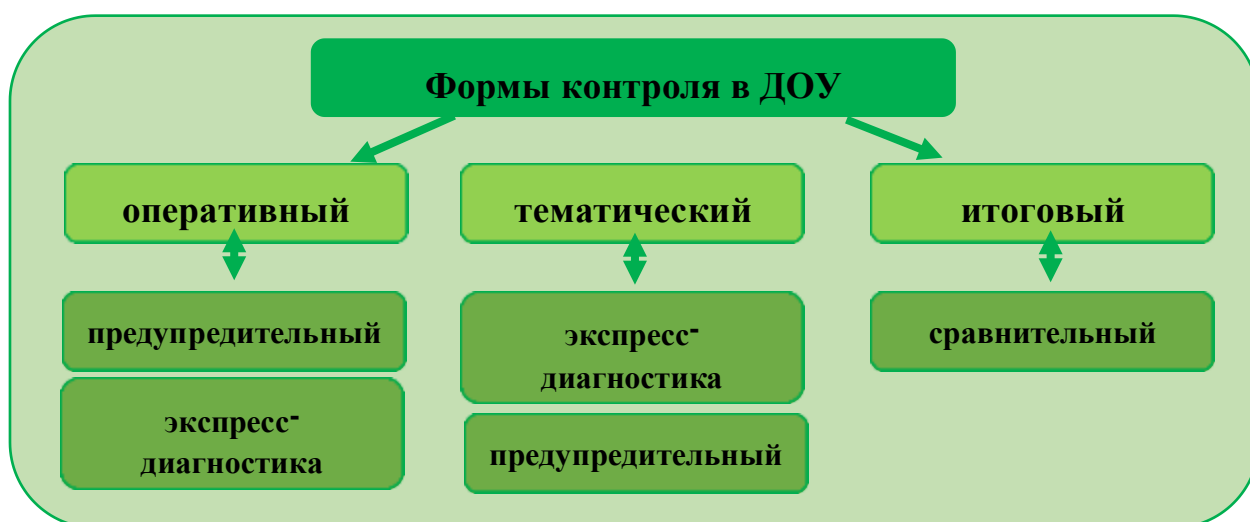 Формы контроля в ДОУ
оперативный
тематический
итоговый
предупредительный
экспресс-
диагностика
экспресс-
диагностика
предупредительный
сравнительный